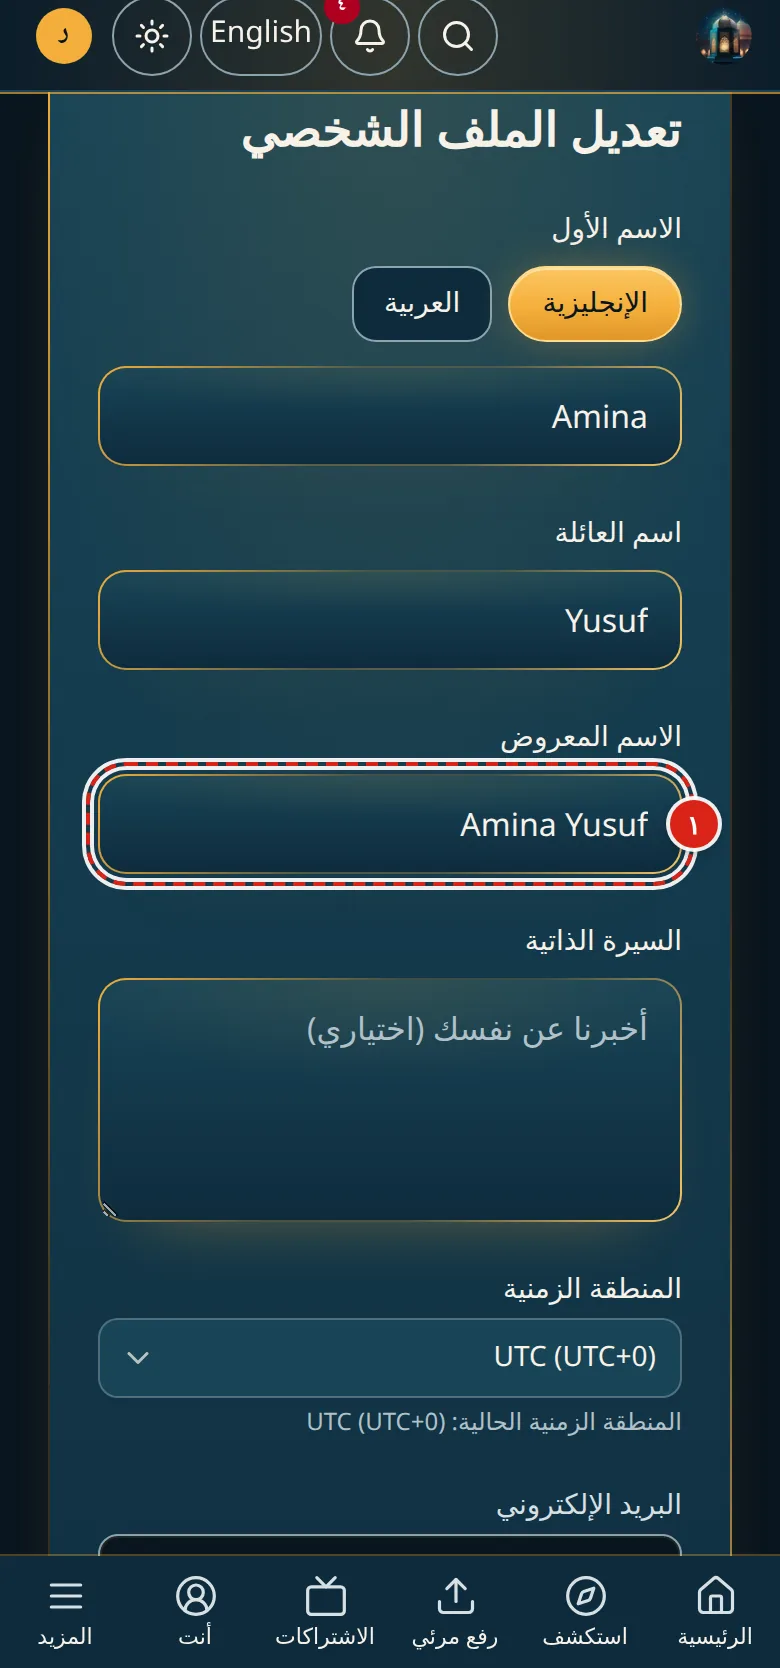 ر
English
٤
تعديل الملف الشخصي
الاسم الأول
الإنجليزية
العربية
Amina
اسم العائلة
Yusuf
الاسم المعروض
Amina Yusuf
١
السيرة الذاتية
أخبرنا عن نفسك (اختياري)
المنطقة الزمنية
UTC (UTC+0)
المنطقة الزمنية الحالية: UTC (UTC+0)
البريد الإلكتروني
الرئيسية
استكشف
رفع مرئي
الاشتراكات
أنت
المزيد